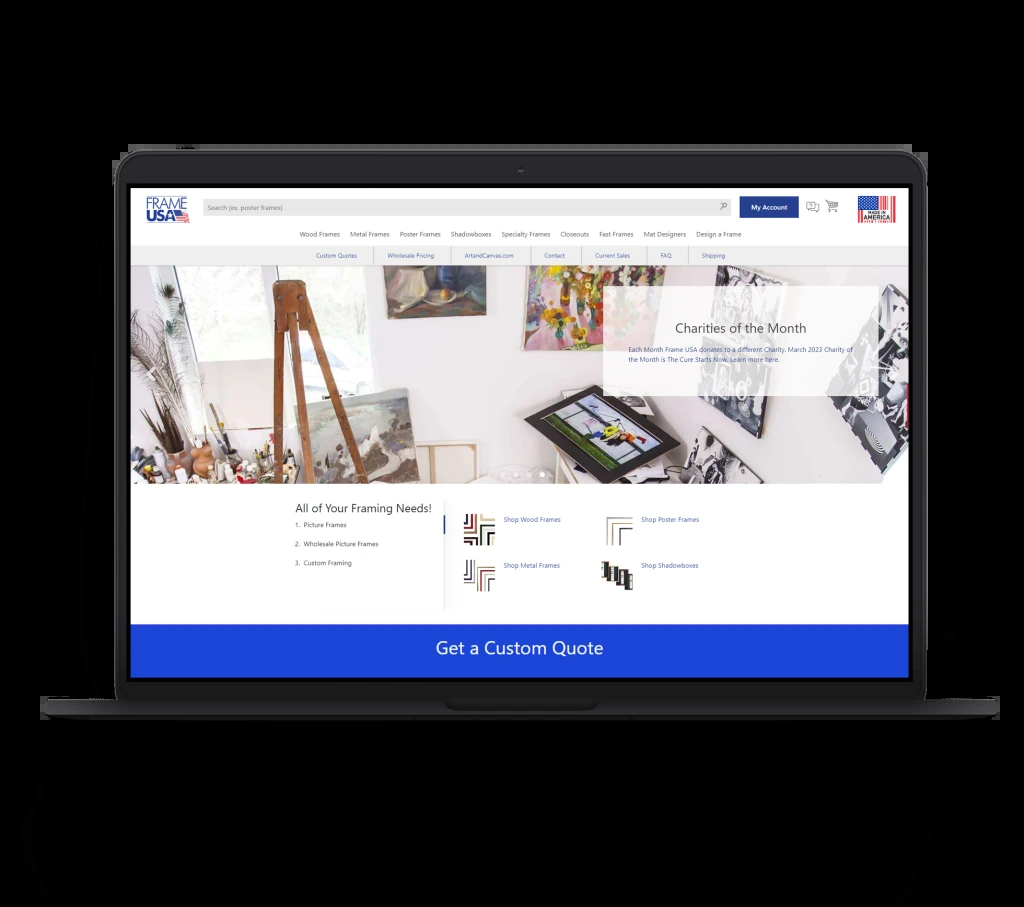 FRAME
USA
Search (ex. poster frames)
My Account
MADE IN
AMERICA
Wood Frames Metal Frames Poster Frames Shadowboxes Specialty Frames Closeouts Fast Frames Mat Designers Design a Frame
Custom Quotes Wholesale Pricing ArtandCanvas.com Contact Current Sales FAQ Shipping
Charities of the Month
Each Month Frame USA donates to a different Charity. March 2023 Charity of
the Month is The Cure Starts Now. Learn more here.
All of Your Framing Needs!
1. Picture Frames
2. Wholesale Picture Frames
3. Custom Framing
Shop Wood Frames
Shop Poster Frames
Shop Metal Frames
Shop Shadowboxes
Get a Custom Quote